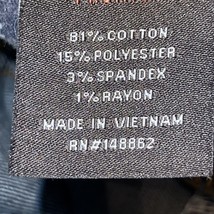 81% COTTON
15% POLYESTER
3% SPANDEX
1% RAYON
MADE IN VIETNAM
RN#148862